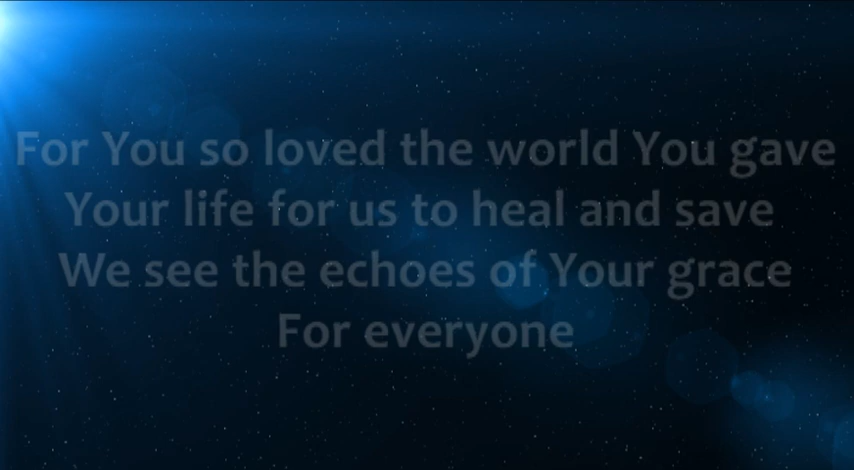 For You so loved the world You gave
Your life for us to heal and save
We see the echoes of Your grace
For everyone